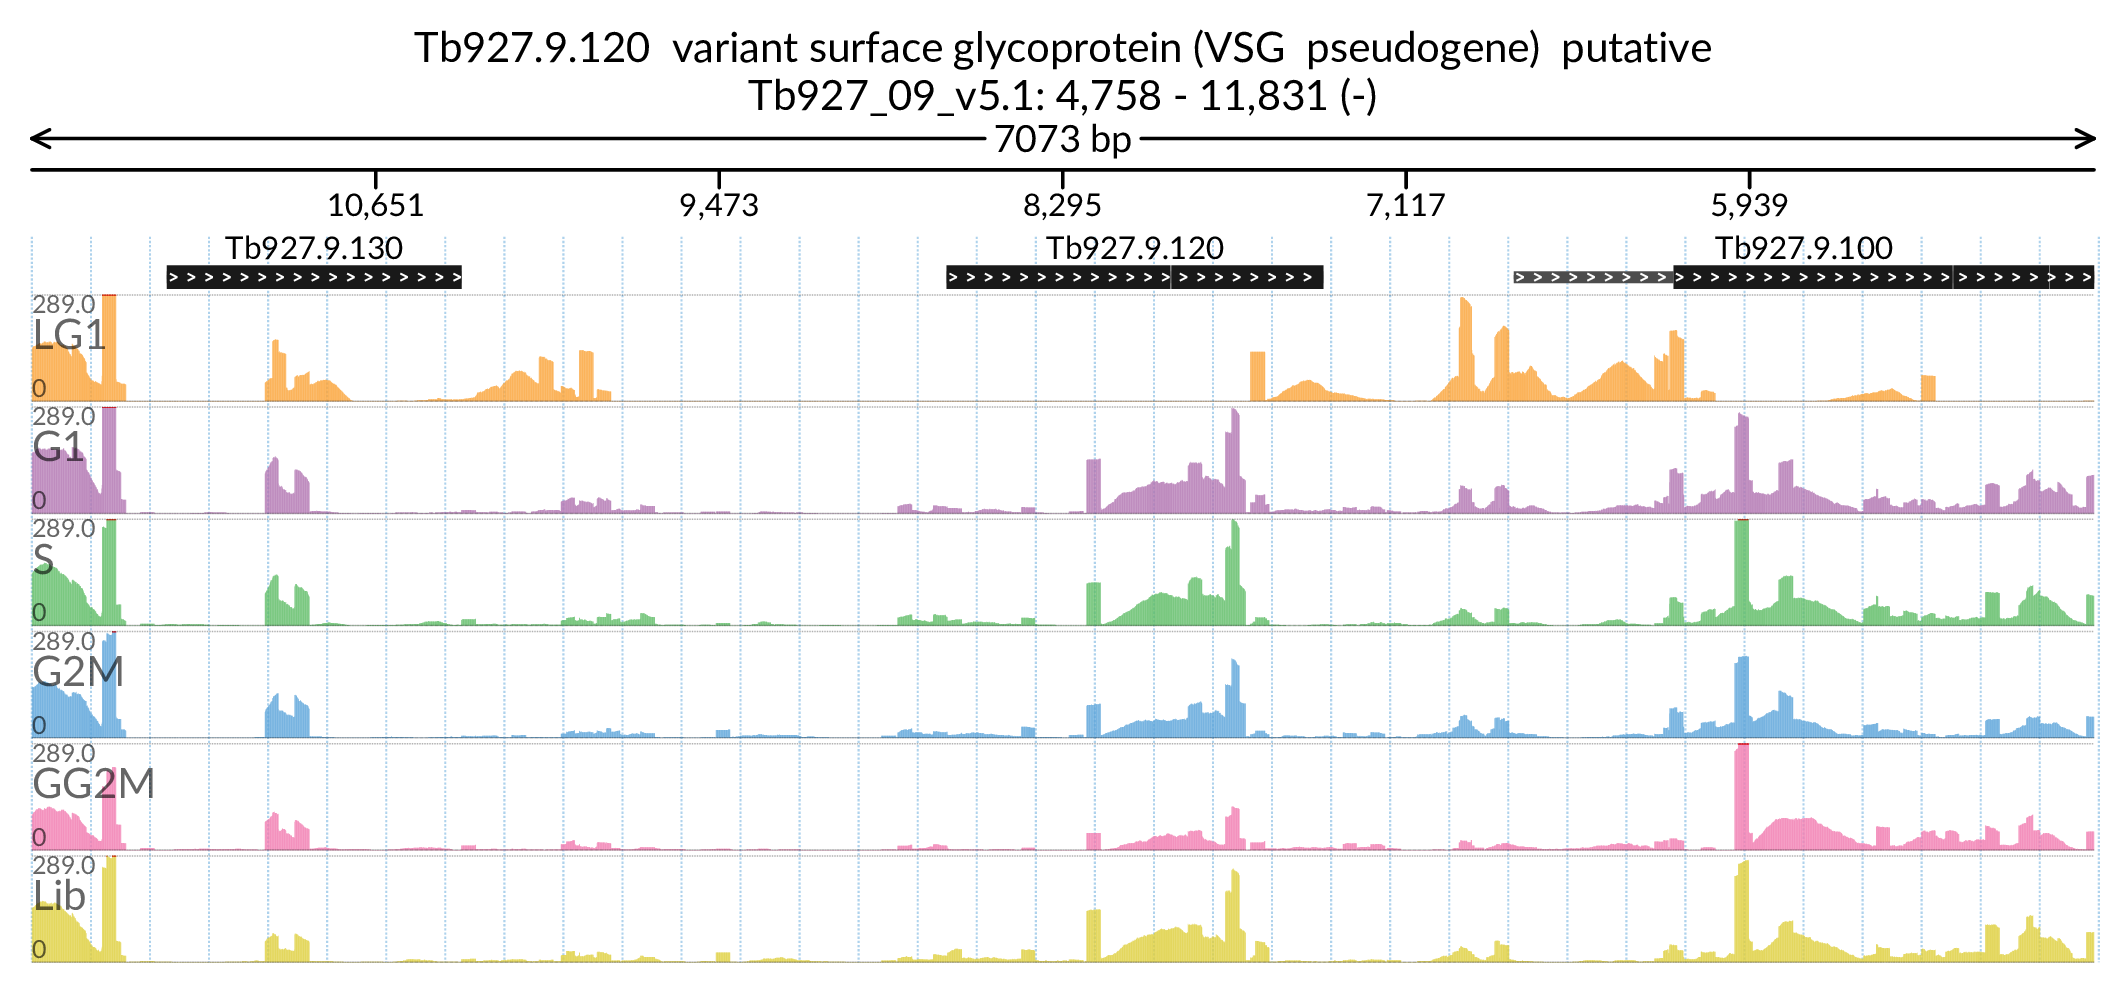 Tb927.9.120 variant surface glycoprotein (VSG pseudogene) putative
Tb927_09_v5.1: 4,758 - 11,831 (-)
7073 bp
10,651 9,473 8,295 7,117 5,939
Tb927.9.130 Tb927.9.120 Tb927.9.100
289.0
LG1
0
289.0
G1
0
289.0
S
0
289.0
G2M
0
289.0
GG2M
0
289.0
Lib
0